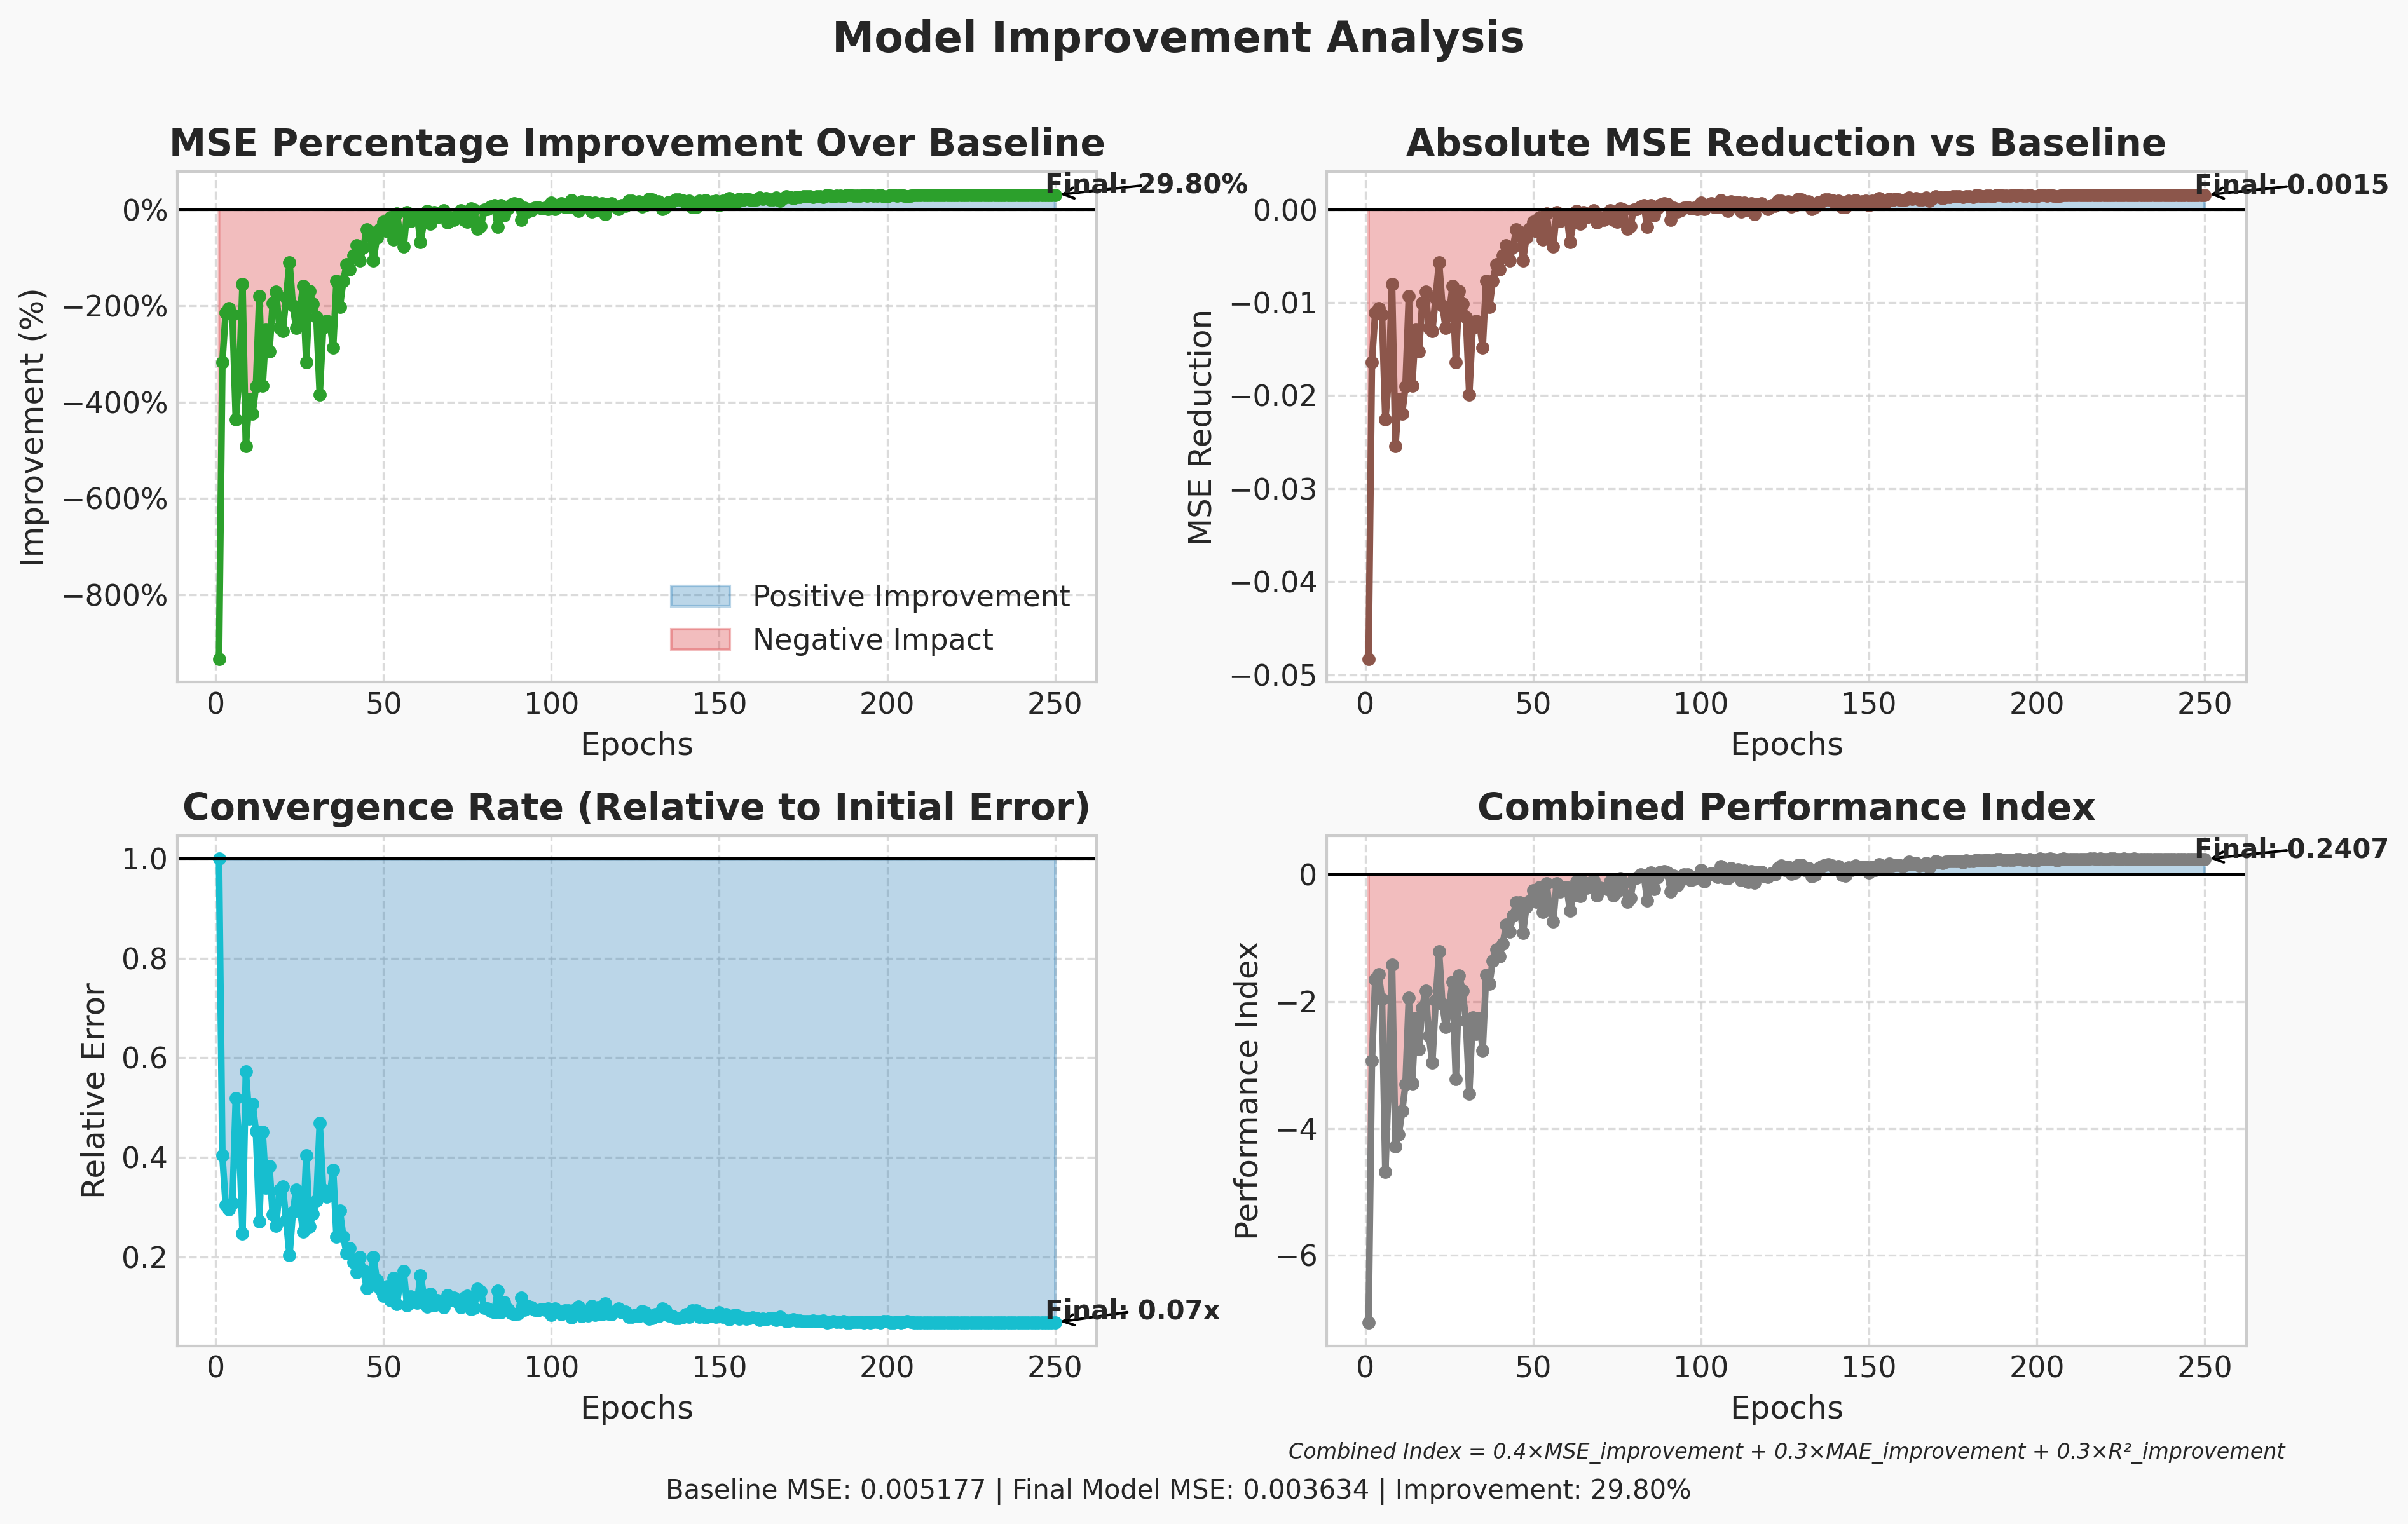 Model Improvement Analysis
MSE Percentage Improvement Over Baseline
Final: 29.80%
0%
−200%
−400%
−600%
−800%
Improvement (%)
Positive Improvement
Negative Impact
0 50 100 150 200 250
Epochs
Absolute MSE Reduction vs Baseline
Final: 0.0015
0.00
−0.01
−0.02
−0.03
−0.04
−0.05
MSE Reduction
0 50 100 150 200 250
Epochs
Convergence Rate (Relative to Initial Error)
1.0
0.8
0.6
0.4
0.2
Relative Error
Final: 0.07x
0 50 100 150 200 250
Epochs
Combined Performance Index
Final: 0.2407
0
−2
−4
−6
Performance Index
0 50 100 150 200 250
Epochs
Combined Index = 0.4×MSE_improvement + 0.3×MAE_improvement + 0.3×R²_improvement
Baseline MSE: 0.005177 | Final Model MSE: 0.003634 | Improvement: 29.80%